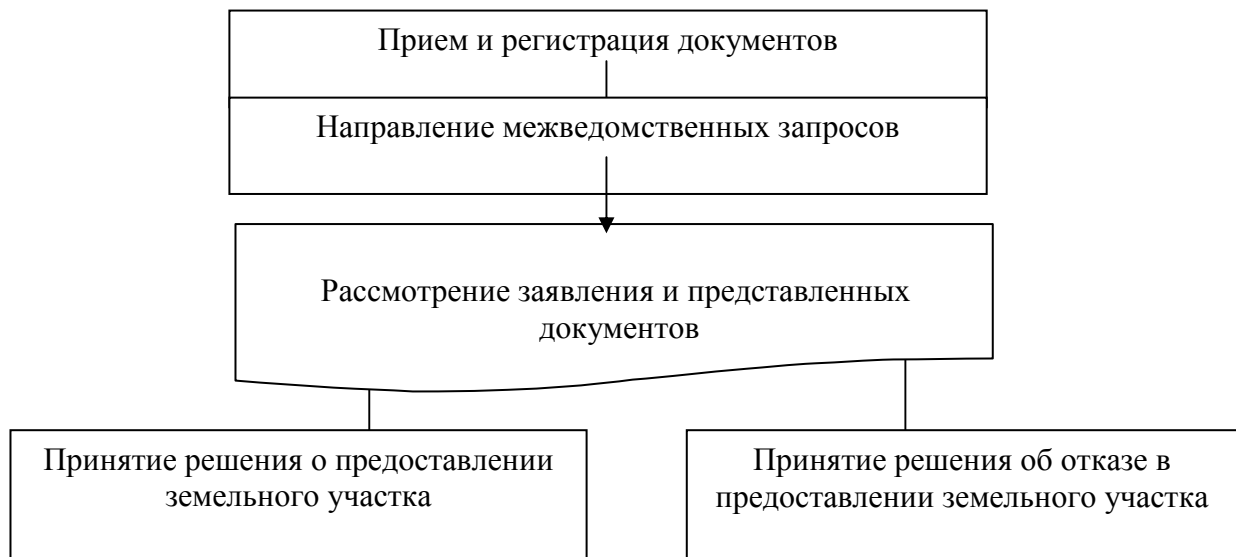 Прием и регистрация документов
Направление межведомственных запросов
Рассмотрение заявления и представленных
документов
Принятие решения о предоставлении
земельного участка
Принятие решения об отказе в
предоставлении земельного участка